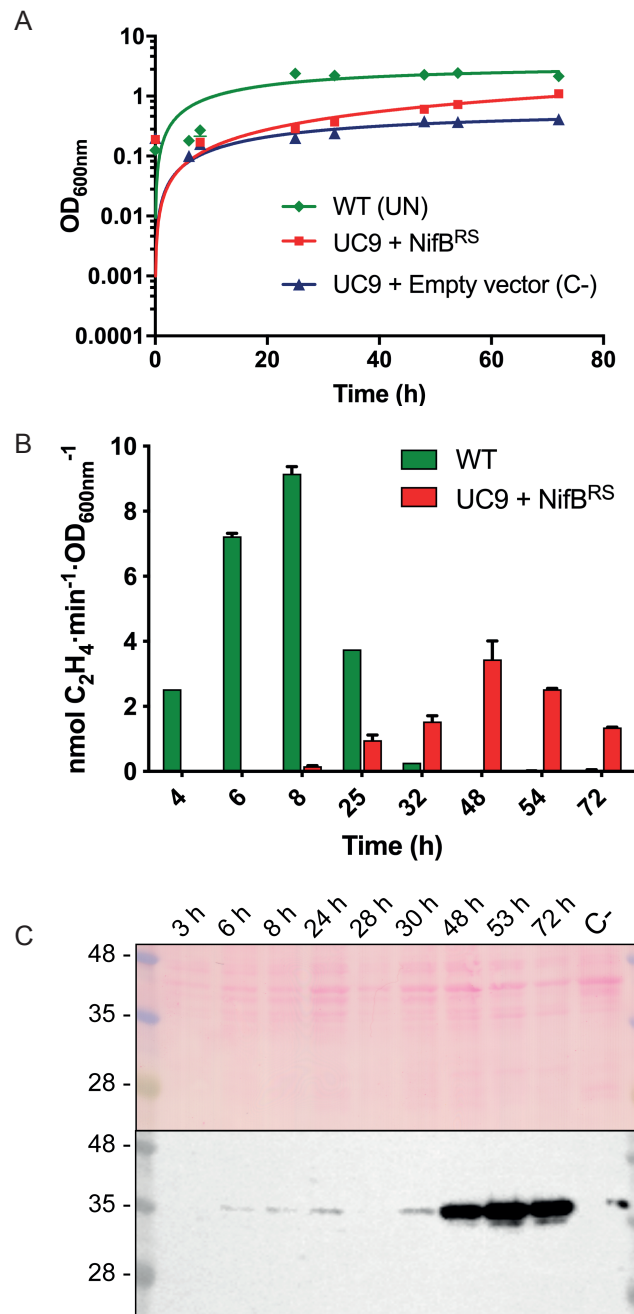 A
10
1
0.1
0.01
0.001
0.0001
OD600nm
WT (UN)
UC9 + NifBRS
UC9 + Empty vector (C-)
0 20 40 60 80
Time (h)
B
10
8
6
4
2
0
nmol C2H4·min-1·OD600nm-1
WT
UC9 + NifBRS
4 6 8 25 32 48 54 72
Time (h)
C
3 h 6 h 8 h 24 h 28 h 30 h 48 h 53 h 72 h C-
48 -
35 -
28 -
48 -
35 -
28 -